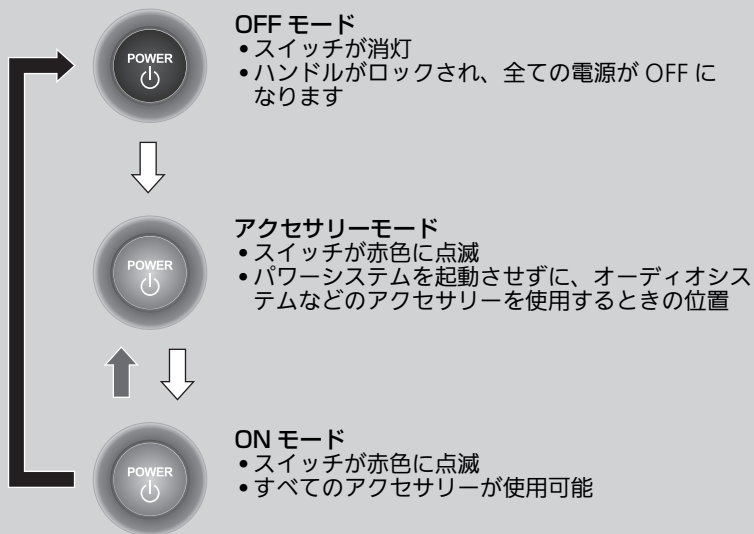 POWER
OFF モード
•スイッチが消灯
•ハンドルがロックされ、全ての電源が OFF に
なります
POWER
アクセサリーモード
•スイッチが赤色に点滅
•パワーシステムを起動させずに、オーディオシス
テムなどのアクセサリーを使用するときの位置
POWER
ON モード
•スイッチが赤色に点滅
•すべてのアクセサリーが使用可能